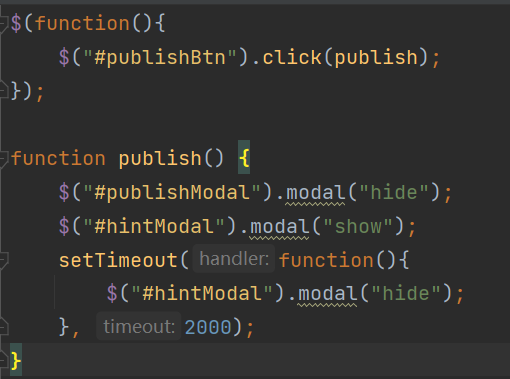 $(function(){
    $("#publishBtn").click(publish);
});

function publish() {
    $("#publishModal").modal("hide");
    $("#hintModal").modal("show");
    setTimeout( handler: function(){
        $("#hintModal").modal("hide");
    }, timeout: 2000);
}